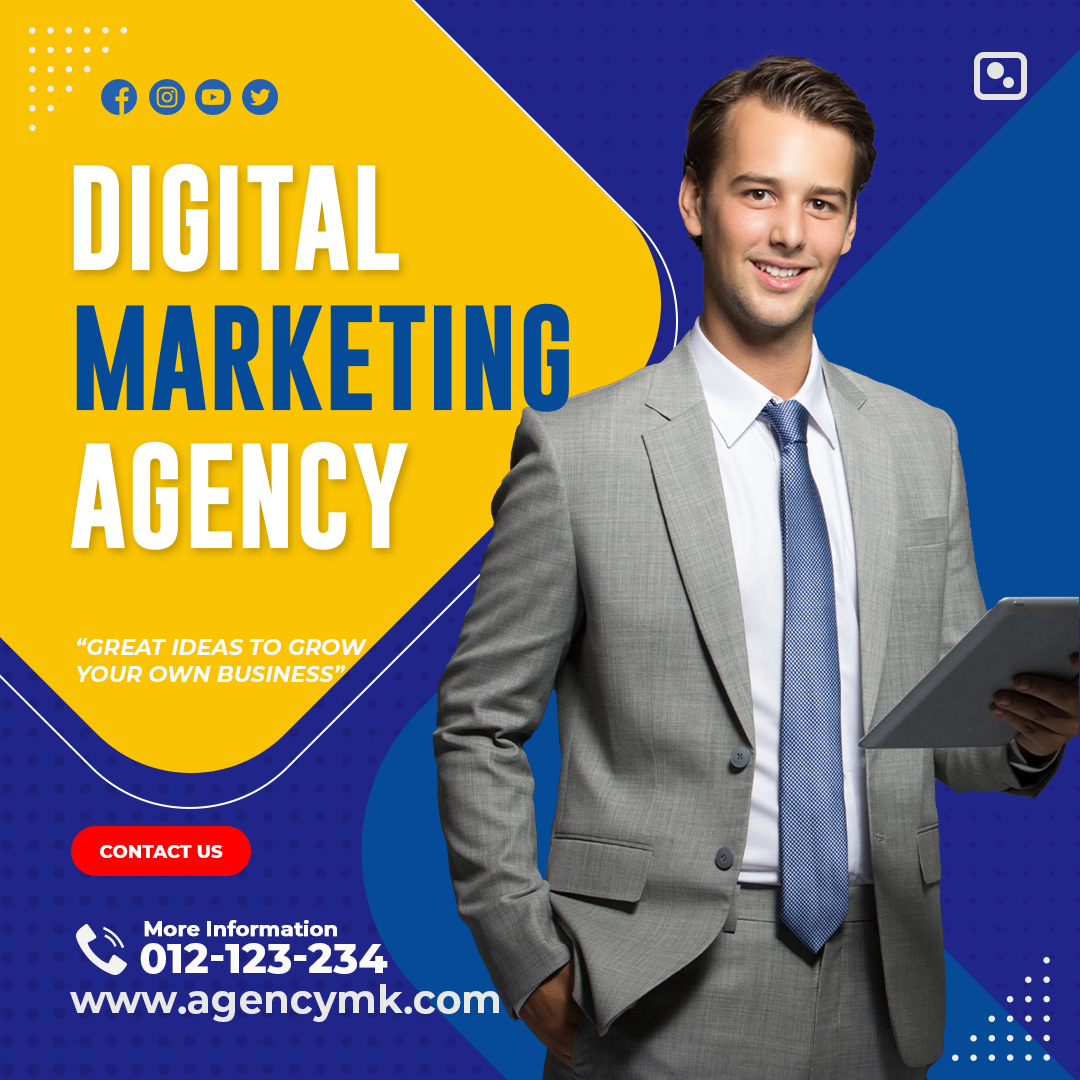 DIGITAL
MARKETING
AGENCY
“GREAT IDEAS TO GROW
YOUR OWN BUSINESS”
CONTACT US
More Information
012-123-234
www.agencymk.com